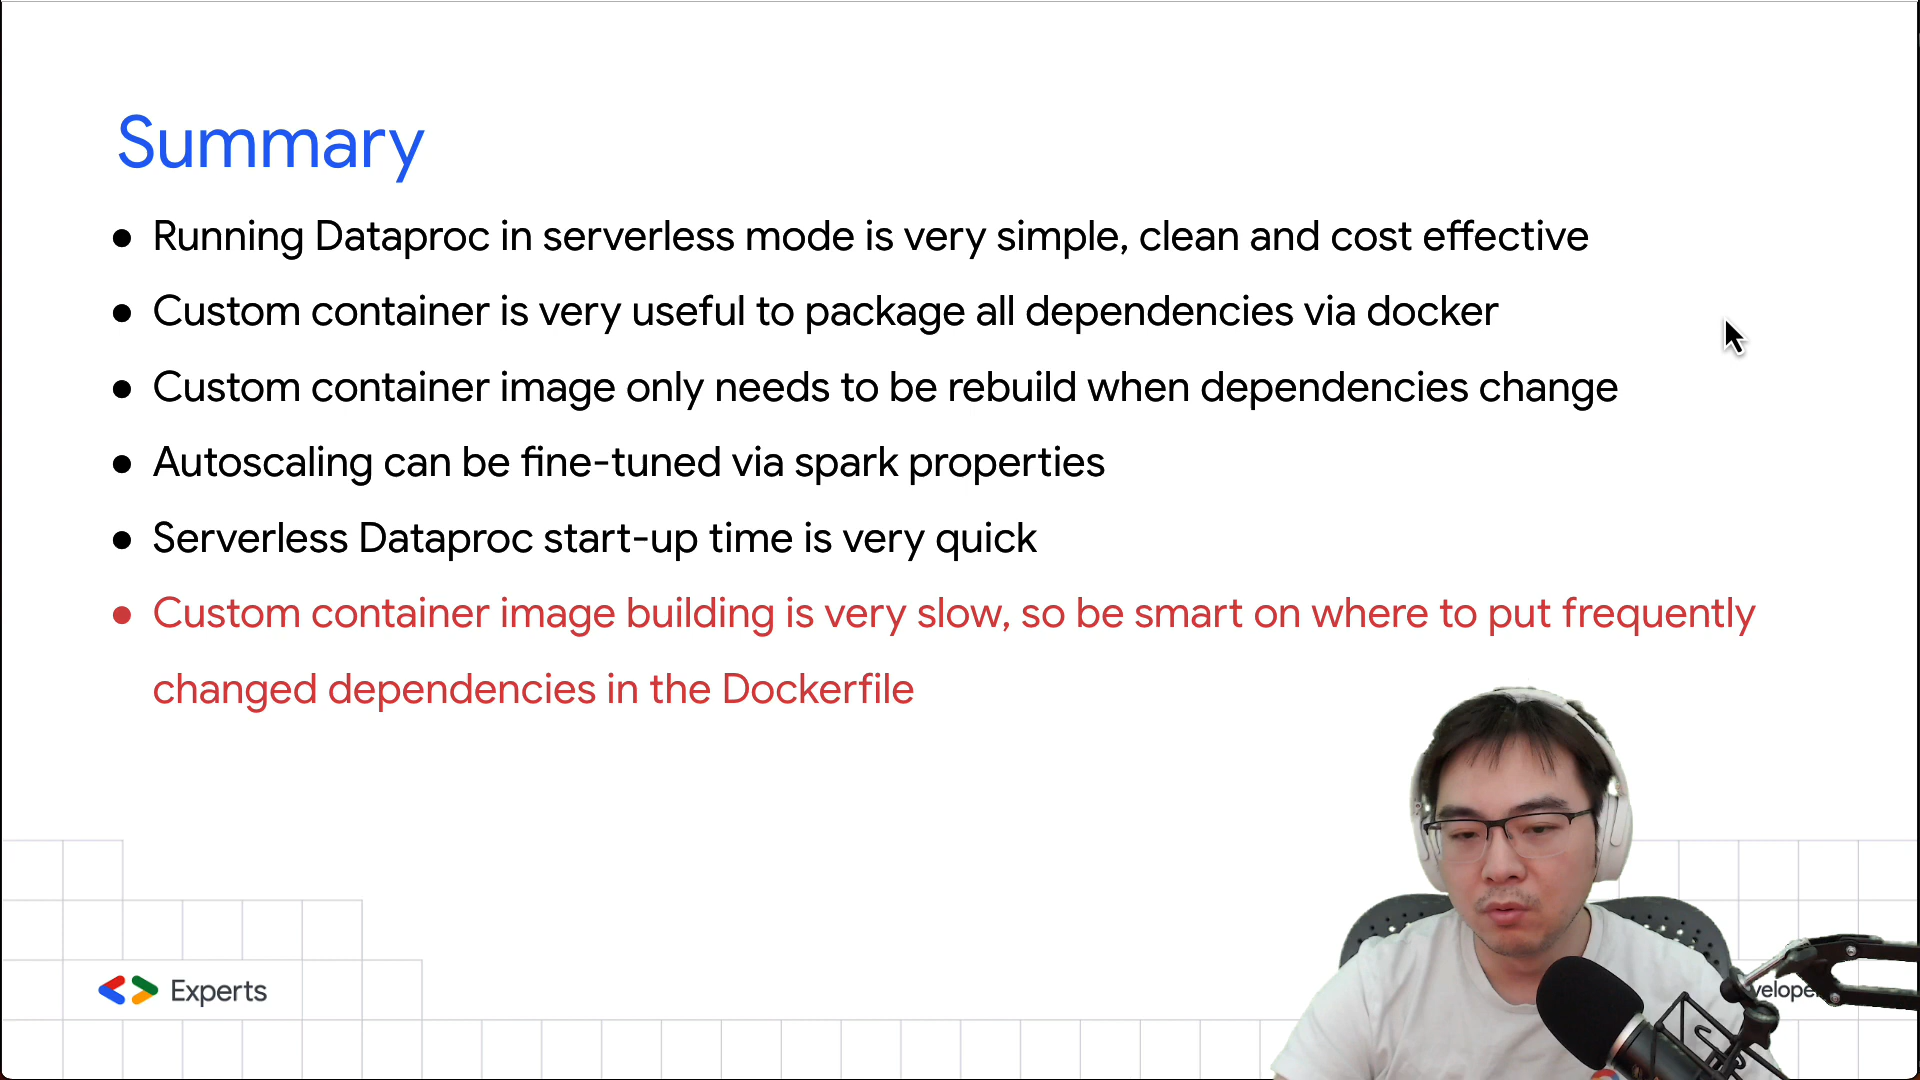 Summary
● Running Dataproc in serverless mode is very simple, clean and cost effective
● Custom container is very useful to package all dependencies via docker
● Custom container image only needs to be rebuild when dependencies change
● Autoscaling can be fine-tuned via spark properties
● Serverless Dataproc start-up time is very quick
● Custom container image building is very slow, so be smart on where to put frequently
changed dependencies in the Dockerfile
Experts